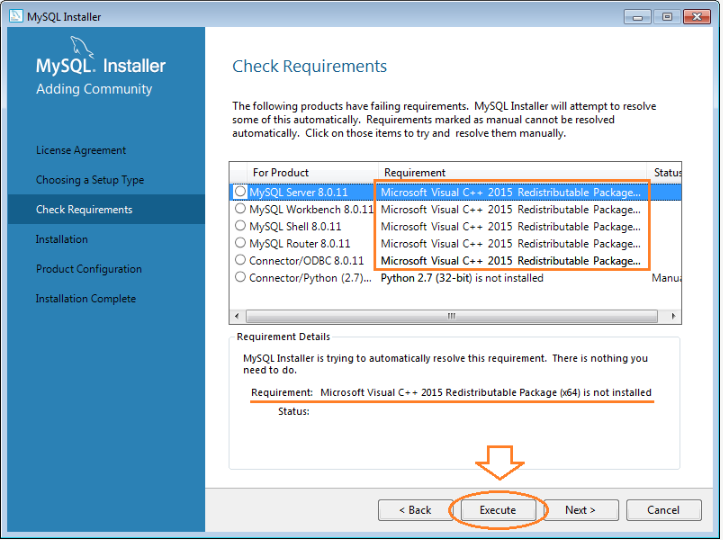 MySQL Installer
MySQL. Installer
Adding Community
License Agreement
Choosing a Setup Type
Check Requirements
Installation
Product Configuration
Installation Complete
Check Requirements
The following products have failing requirements. MySQL Installer will attempt to resolve
some of this automatically. Requirements marked as manual cannot be resolved
automatically. Click on those items to try and resolve them manually.
For Product Requirement Status
MySQL Server 8.0.11 Microsoft Visual C++ 2015 Redistributable Package...
MySQL Workbench 8.0.11 Microsoft Visual C++ 2015 Redistributable Package...
MySQL Shell 8.0.11 Microsoft Visual C++ 2015 Redistributable Package...
MySQL Router 8.0.11 Microsoft Visual C++ 2015 Redistributable Package...
Connector/ODBC 8.0.11 Microsoft Visual C++ 2015 Redistributable Package...
Connector/Python (2.7)... Python 2.7 (32-bit) is not installed Manua
Requirement Details
MySQL Installer is trying to automatically resolve this requirement. There is nothing you
need to do.
Requirement: Microsoft Visual C++ 2015 Redistributable Package (x64) is not installed
Status:
< Back Execute Next > Cancel